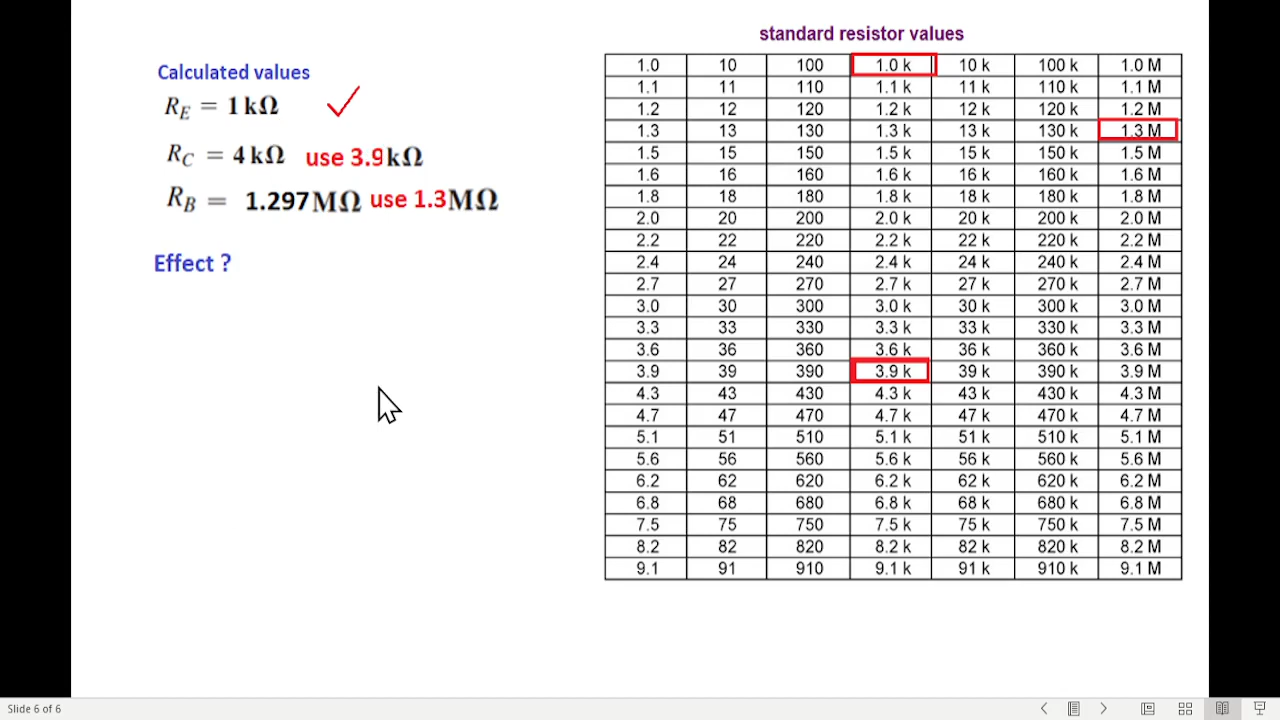 standard resistor values
Calculated values
R_E = 1 kΩ
R_C = 4 kΩ use 3.9 kΩ
R_B = 1.297 MΩ use 1.3 MΩ
Effect ?
1.0 10 100 1.0 k 10 k 100 k 1.0 M
1.1 11 110 1.1 k 11 k 110 k 1.1 M
1.2 12 120 1.2 k 12 k 120 k 1.2 M
1.3 13 130 1.3 k 13 k 130 k 1.3 M
1.5 15 150 1.5 k 15 k 150 k 1.5 M
1.6 16 160 1.6 k 16 k 160 k 1.6 M
1.8 18 180 1.8 k 18 k 180 k 1.8 M
2.0 20 200 2.0 k 20 k 200 k 2.0 M
2.2 22 220 2.2 k 22 k 220 k 2.2 M
2.4 24 240 2.4 k 24 k 240 k 2.4 M
2.7 27 270 2.7 k 27 k 270 k 2.7 M
3.0 30 300 3.0 k 30 k 300 k 3.0 M
3.3 33 330 3.3 k 33 k 330 k 3.3 M
3.6 36 360 3.6 k 36 k 360 k 3.6 M
3.9 39 390 3.9 k 39 k 390 k 3.9 M
4.3 43 430 4.3 k 43 k 430 k 4.3 M
4.7 47 470 4.7 k 47 k 470 k 4.7 M
5.1 51 510 5.1 k 51 k 510 k 5.1 M
5.6 56 560 5.6 k 56 k 560 k 5.6 M
6.2 62 620 6.2 k 62 k 620 k 6.2 M
6.8 68 680 6.8 k 68 k 680 k 6.8 M
7.5 75 750 7.5 k 75 k 750 k 7.5 M
8.2 82 820 8.2 k 82 k 820 k 8.2 M
9.1 91 910 9.1 k 91 k 910 k 9.1 M
Slide 6 of 6